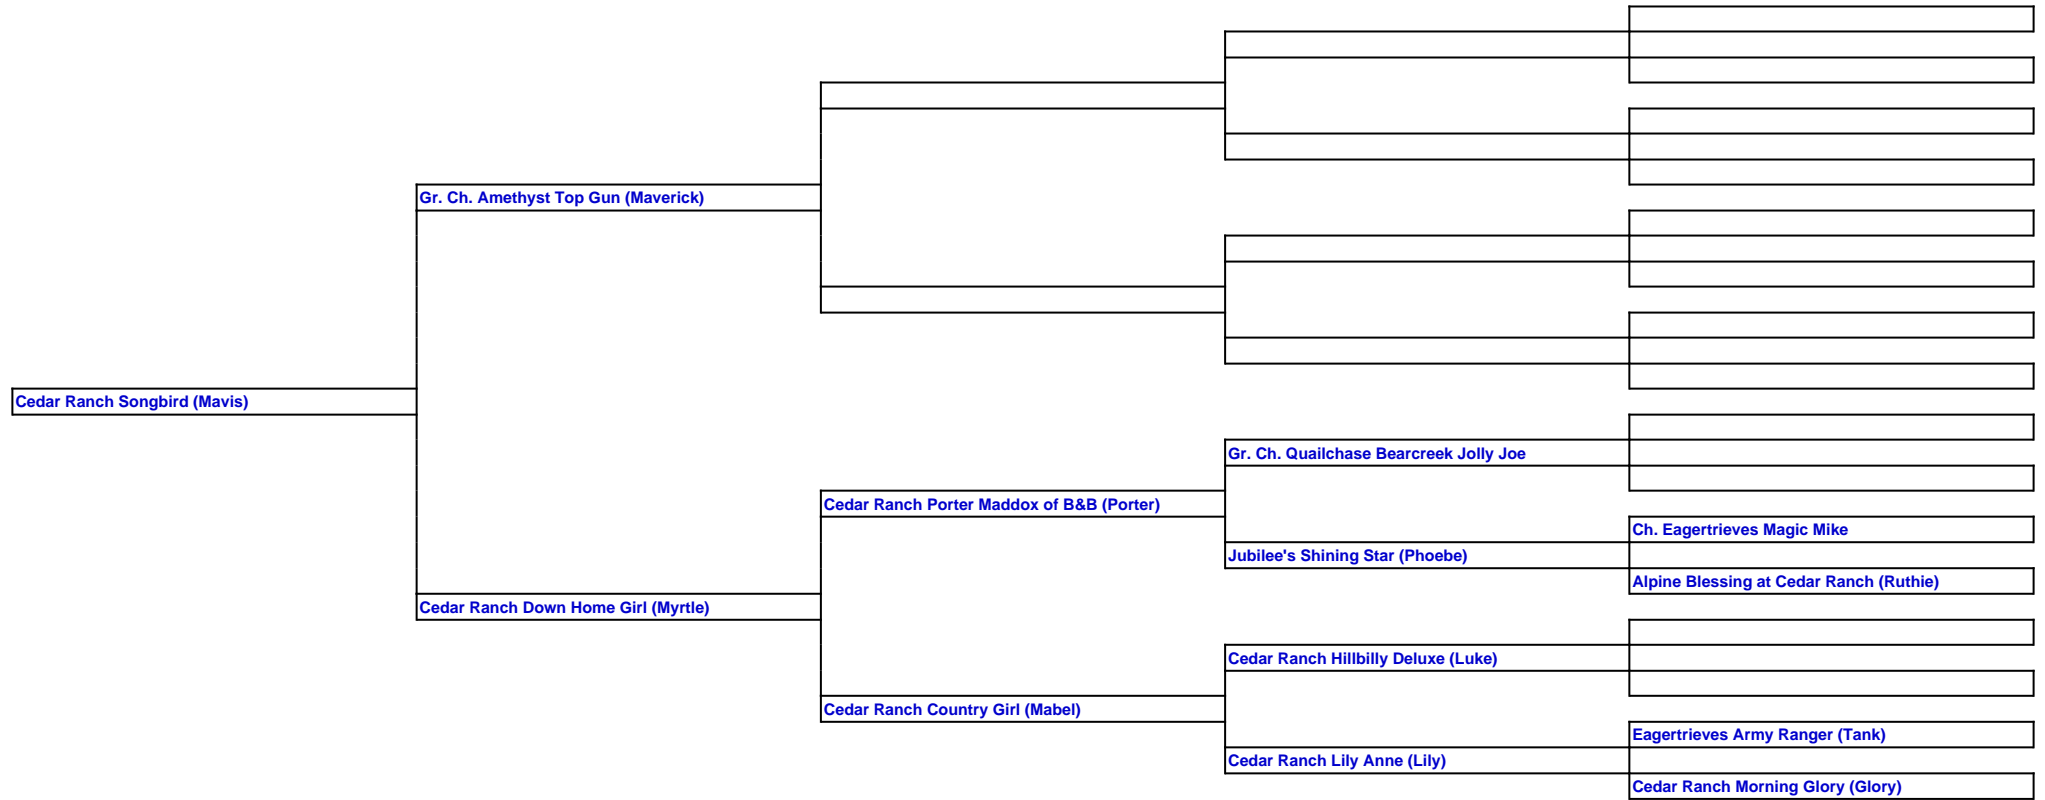 Gr. Ch. Amethyst Top Gun (Maverick)
Cedar Ranch Songbird (Mavis)
Gr. Ch. Quailchase Bearcreek Jolly Joe
Cedar Ranch Porter Maddox of B&B (Porter)
Ch. Eagertrieves Magic Mike
Jubilee's Shining Star (Phoebe)
Alpine Blessing at Cedar Ranch (Ruthie)
Cedar Ranch Down Home Girl (Myrtle)
Cedar Ranch Hillbilly Deluxe (Luke)
Cedar Ranch Country Girl (Mabel)
Eagertrieves Army Ranger (Tank)
Cedar Ranch Lily Anne (Lily)
Cedar Ranch Morning Glory (Glory)